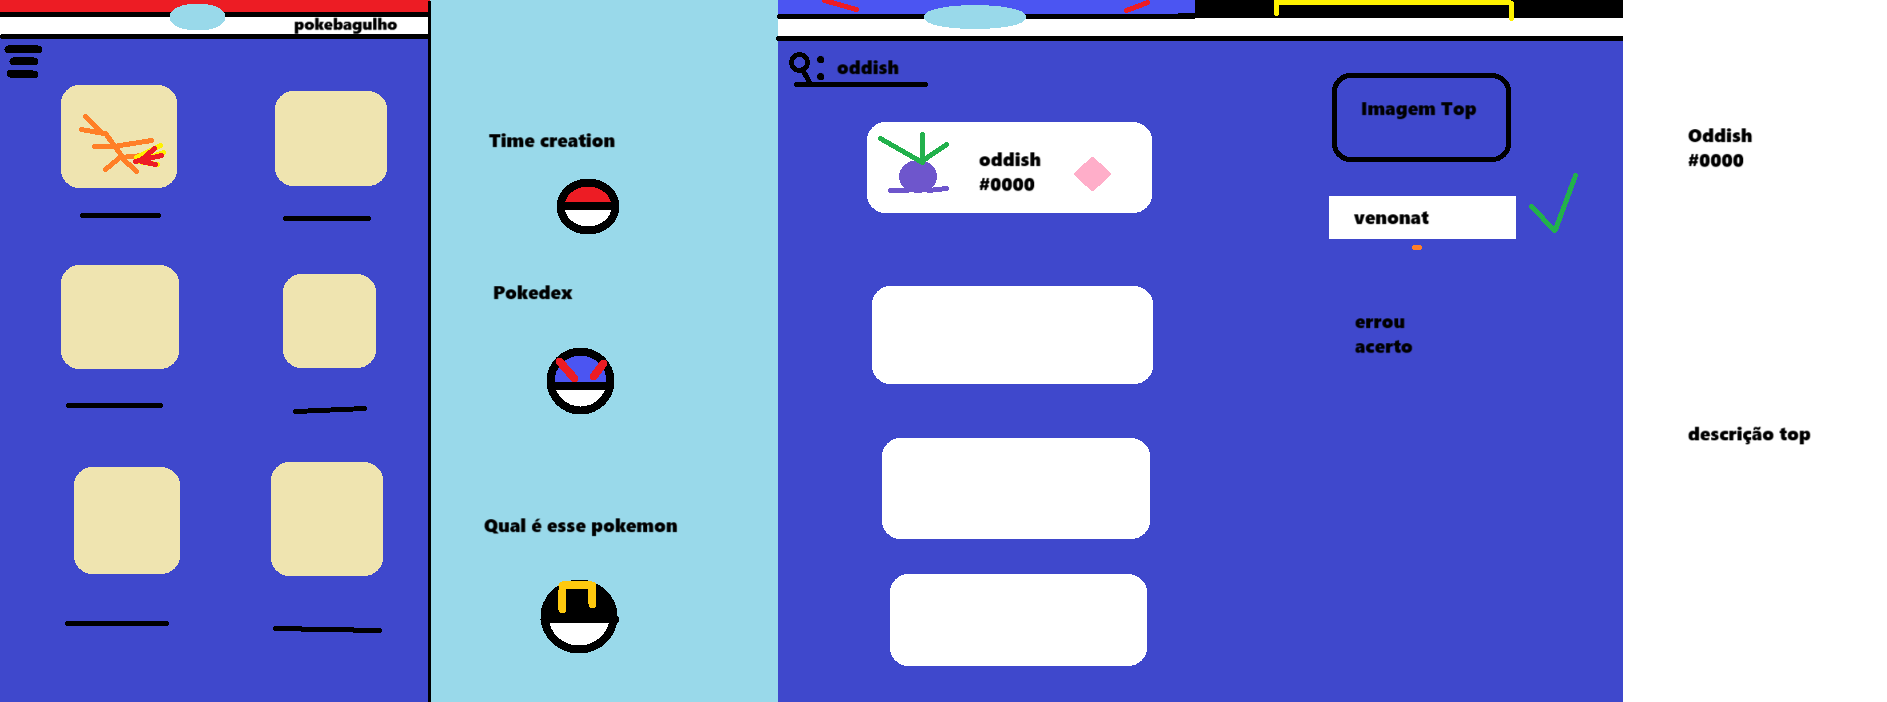 pokebagulho
Time creation
Pokedex
Qual é esse pokemon
: oddish
oddish
#0000
Imagem Top
venonat
errou
acerto
Oddish
#0000
descrição top